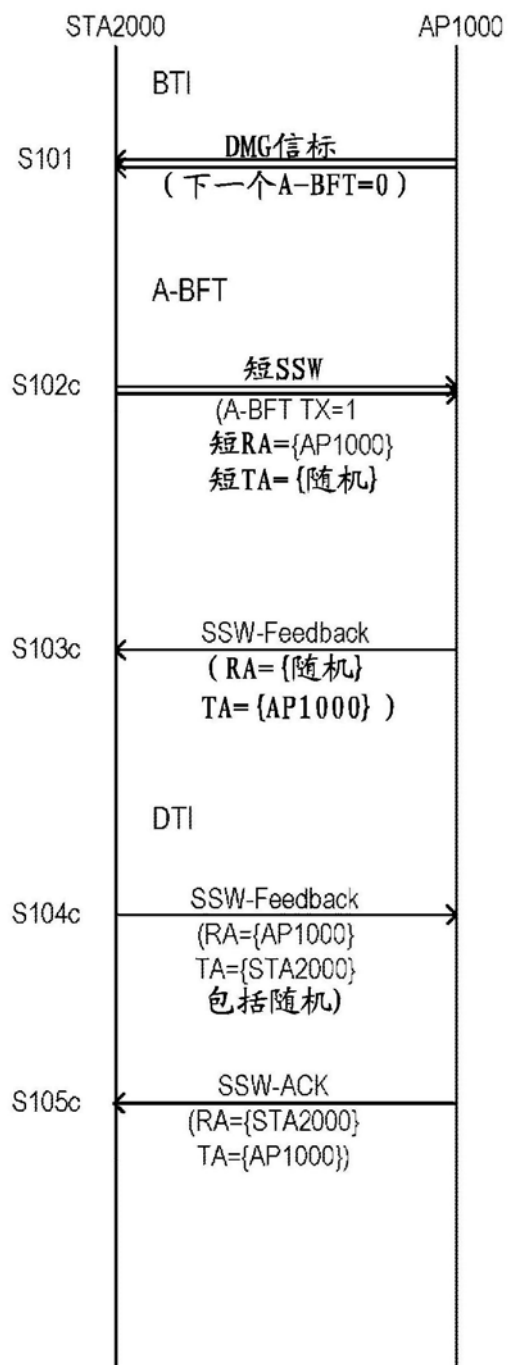 STA2000
AP1000
BTI
S101
DMG信标
(下一个A-BFT=0)
A-BFT
S102c
短SSW
(A-BFT TX=1
短RA={AP1000}
短TA={随机}
S103c
SSW-Feedback
(RA={随机}
TA={AP1000})
DTI
S104c
SSW-Feedback
(RA={AP1000}
TA={STA2000}
包括随机)
S105c
SSW-ACK
(RA={STA2000}
TA={AP1000})